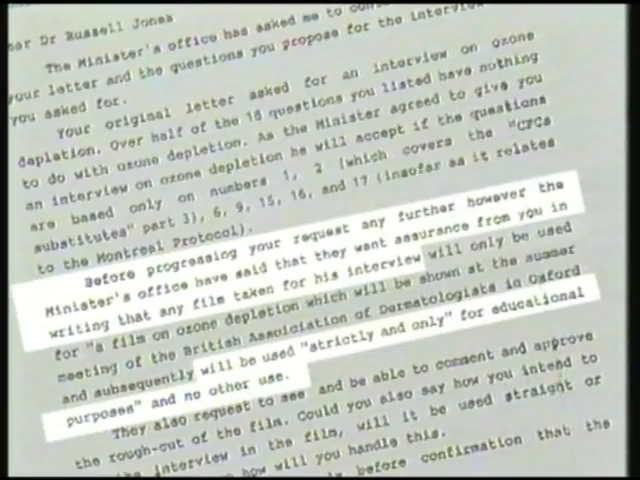 ear Dr Russell Jones
The Minister's office has asked me to
your letter and the questions you propose for the interview
you asked for.
Your original letter asked for an interview on ozone
depletion. Over half of the 18 questions you listed have nothing
to do with ozone depletion. As the Minister agreed to give you
an interview on ozone depletion he will accept if the questions
are based only on numbers 1, 2 (which covers the "CFCs
substitutes" part 3), 6, 9, 15, 16, and 17 (insofar as it relates
to the Montreal Protocol).
Before progressing your request any further however the
Minister's office have said that they want assurance from you in
writing that any film taken for his interview will only be used
for "a film on ozone depletion which will be shown at the summer
meeting of the British Association of Dermatologists in Oxford
and subsequently will be used "strictly and only" for educational
purposes" and no other use.
They also request to see and be able to comment and approve
the rough-cut of the film. Could you also say how you intend to
the interview in the film, will it be used straight or
how will you handle this.
before confirmation that the